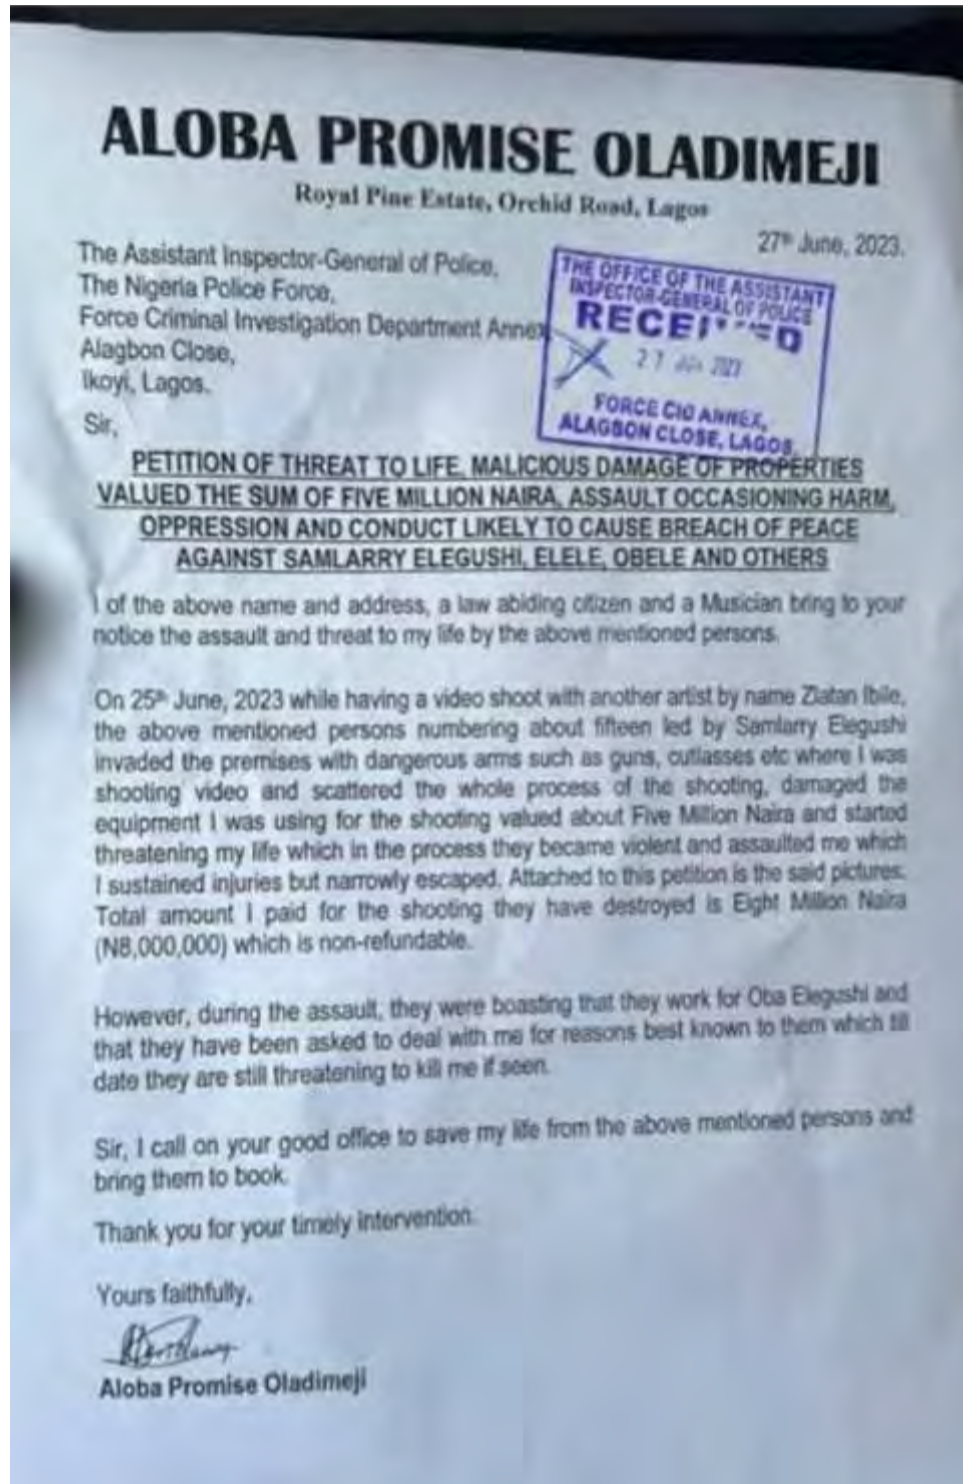 ALOBA PROMISE OLADIMEJI
Royal Pine Estate, Orchid Road, Lagos
27th June, 2023.
The Assistant Inspector-General of Police,
The Nigeria Police Force,
Force Criminal Investigation Department Annex
Alagbon Close,
Ikoyi, Lagos.
THE OFFICE OF THE ASSISTANT
INSPECTOR-GENERAL OF POLICE
RECEIVED
27 2023
FORCE CID ANNEX,
ALAGBON CLOSE, LAGOS
Sir,
PETITION OF THREAT TO LIFE, MALICIOUS DAMAGE OF PROPERTIES
VALUED THE SUM OF FIVE MILLION NAIRA, ASSAULT OCCASIONING HARM,
OPPRESSION AND CONDUCT LIKELY TO CAUSE BREACH OF PEACE
AGAINST SAMLARRY ELEGUSHI, ELELE, OBELE AND OTHERS
I of the above name and address, a law abiding citizen and a Musician bring to your
notice the assault and threat to my life by the above mentioned persons.
On 25th June, 2023 while having a video shoot with another artist by name Zlatan Ibile,
the above mentioned persons numbering about fifteen led by Samlarry Elegushi
invaded the premises with dangerous arms such as guns, cutlasses etc where I was
shooting video and scattered the whole process of the shooting, damaged the
equipment I was using for the shooting valued about Five Million Naira and started
threatening my life which in the process they became violent and assaulted me which
I sustained injuries but narrowly escaped. Attached to this petition is the said pictures.
Total amount I paid for the shooting they have destroyed is Eight Million Naira
(N8,000,000) which is non-refundable.
However, during the assault, they were boasting that they work for Oba Elegushi and
that they have been asked to deal with me for reasons best known to them which till
date they are still threatening to kill me if seen.
Sir, I call on your good office to save my life from the above mentioned persons and
bring them to book.
Thank you for your timely intervention.
Yours faithfully,
Aloba Promise Oladimeji